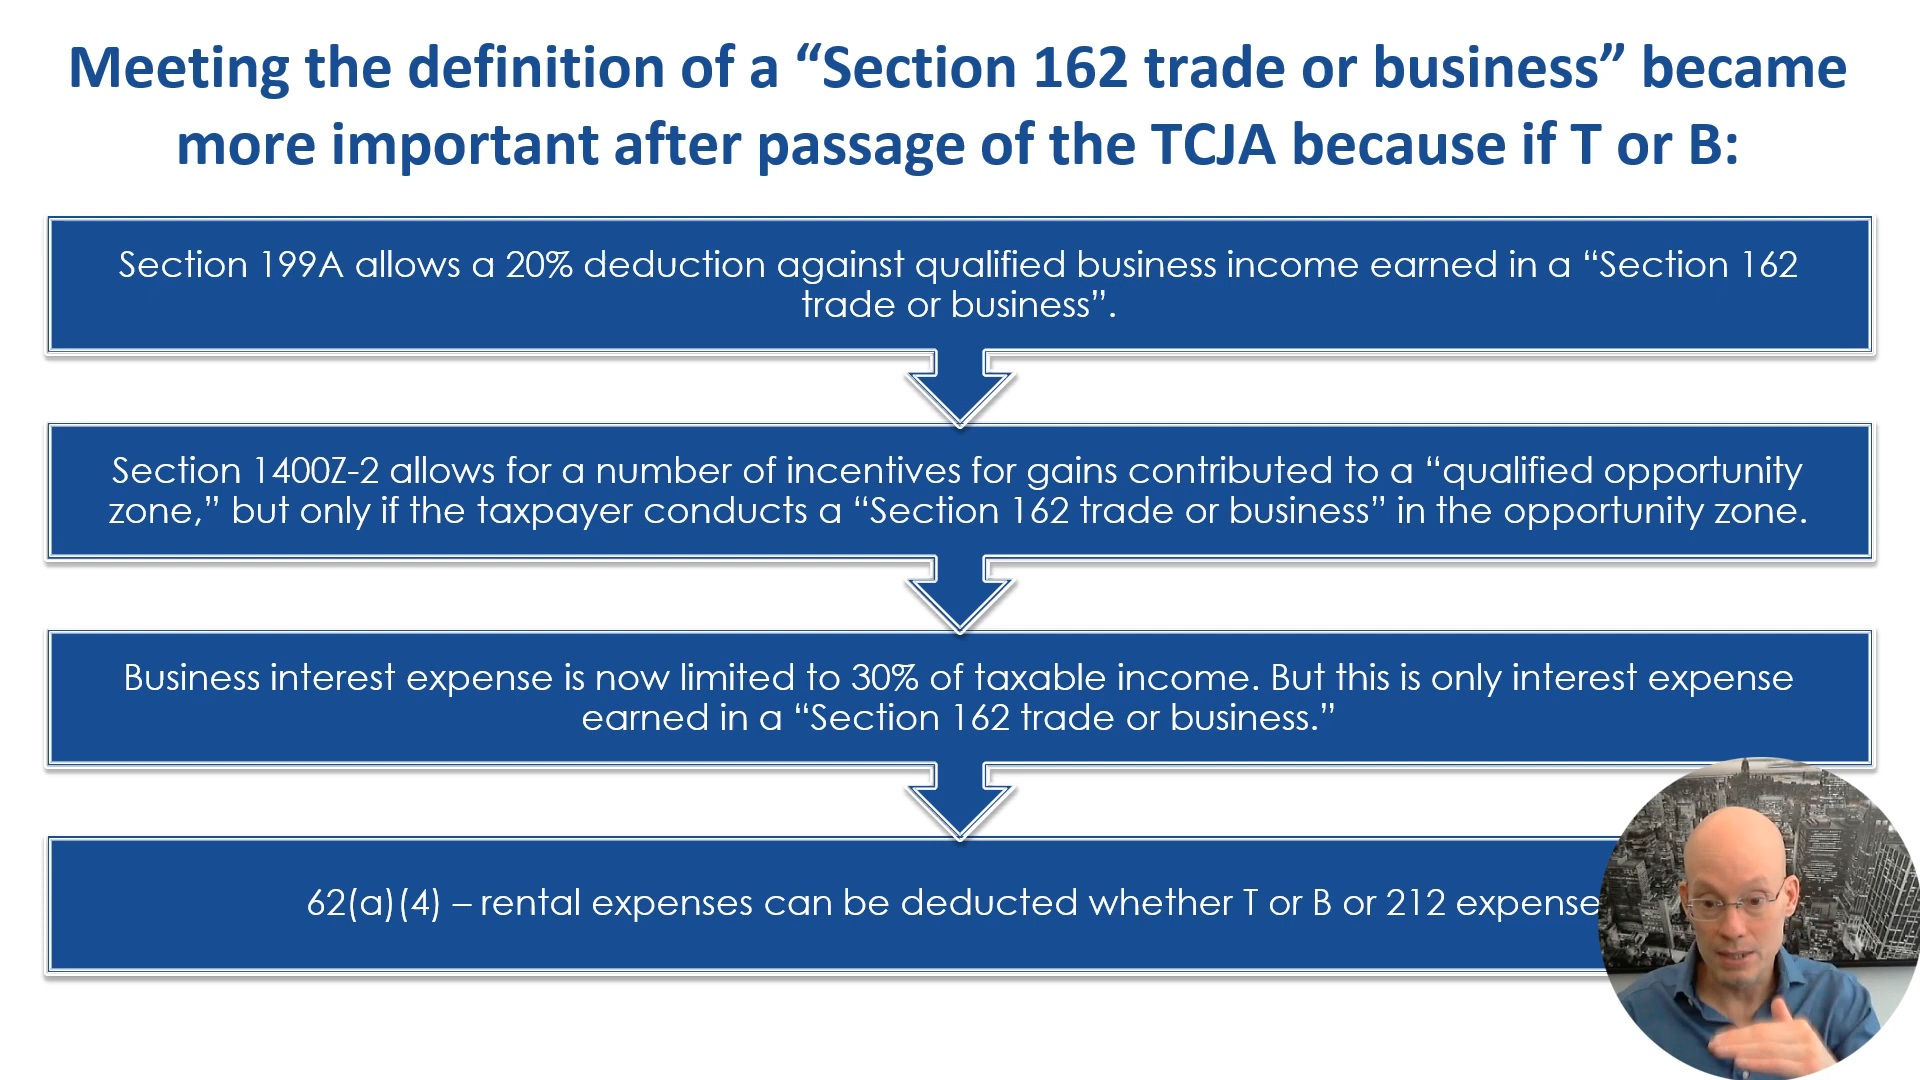 Meeting the definition of a “Section 162 trade or business” became
more important after passage of the TCJA because if T or B:
Section 199A allows a 20% deduction against qualified business income earned in a “Section 162
trade or business”.
Section 1400Z-2 allows for a number of incentives for gains contributed to a “qualified opportunity
zone,” but only if the taxpayer conducts a “Section 162 trade or business” in the opportunity zone.
Business interest expense is now limited to 30% of taxable income. But this is only interest expense
earned in a “Section 162 trade or business.”
62(a)(4) – rental expenses can be deducted whether T or B or 212 expense